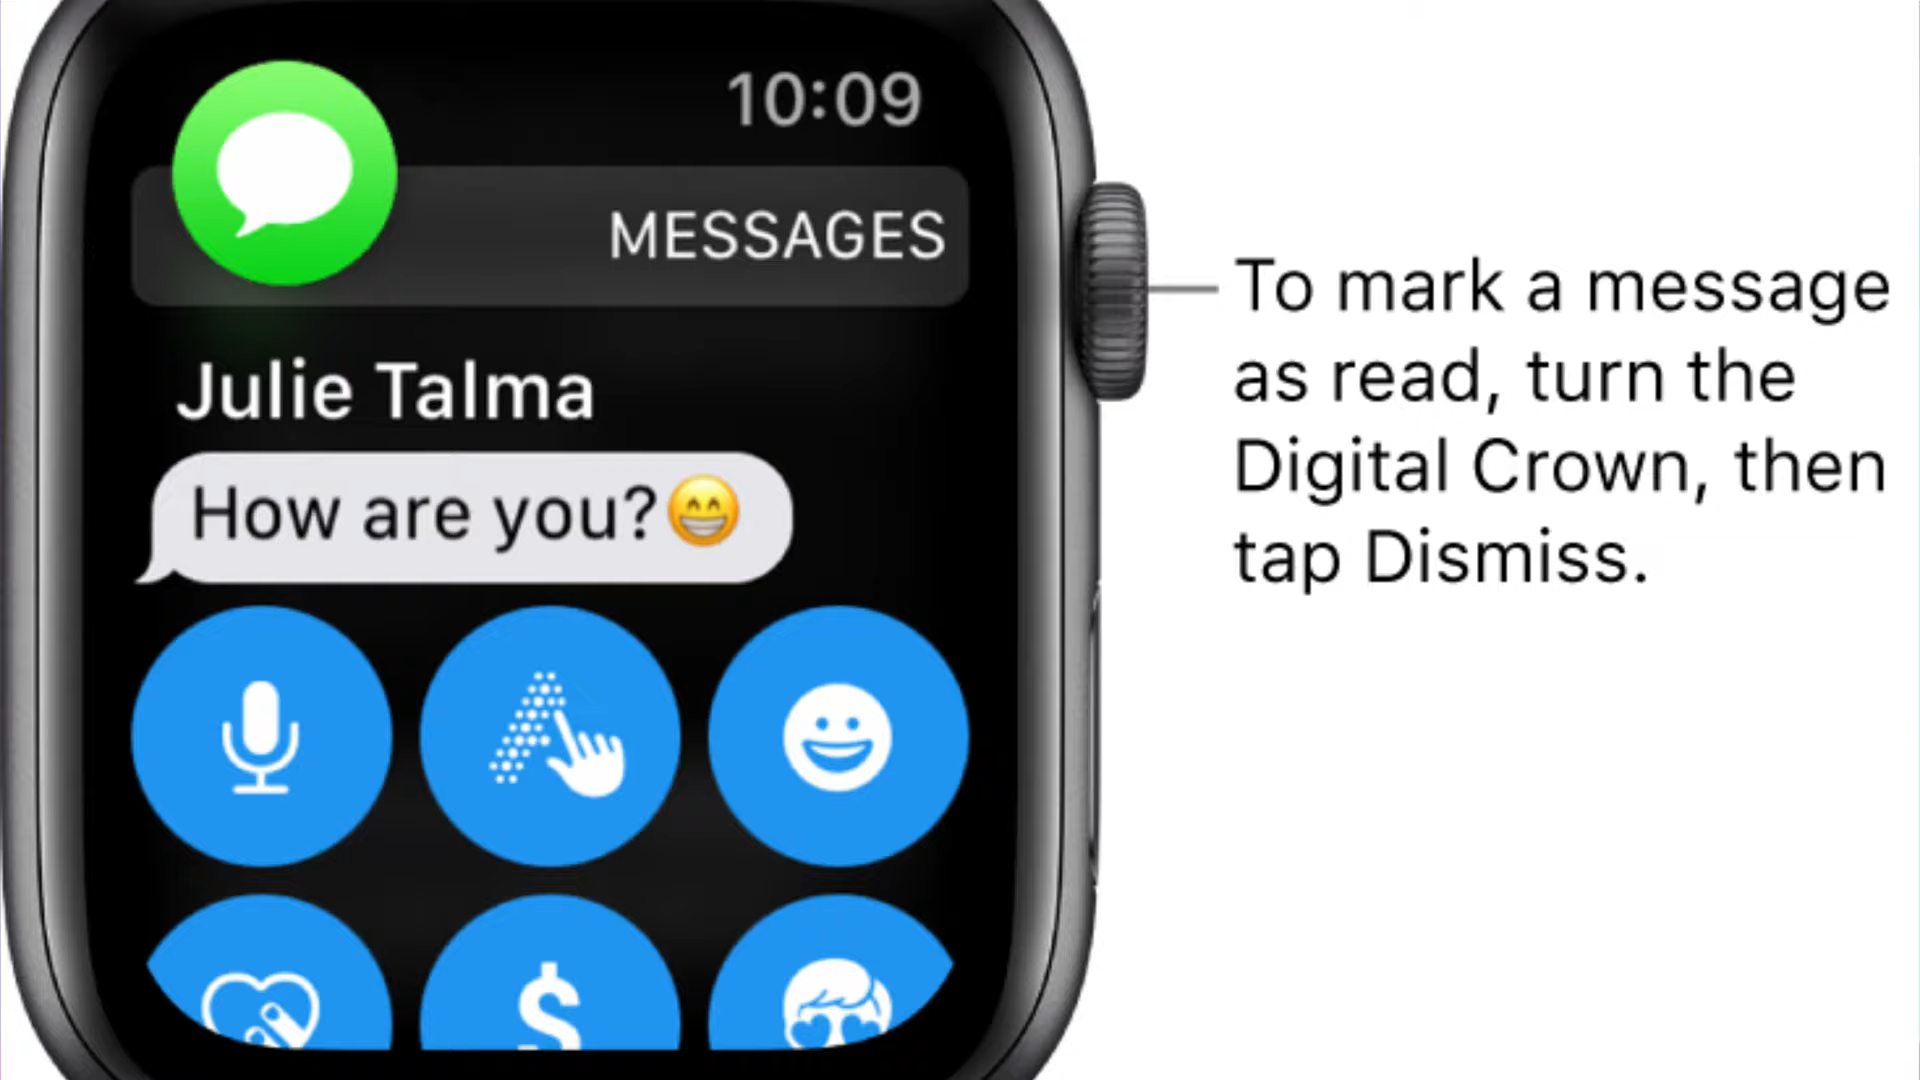 10:09
MESSAGES
Julie Talma
How are you?😁
$
To mark a message
as read, turn the
Digital Crown, then
tap Dismiss.